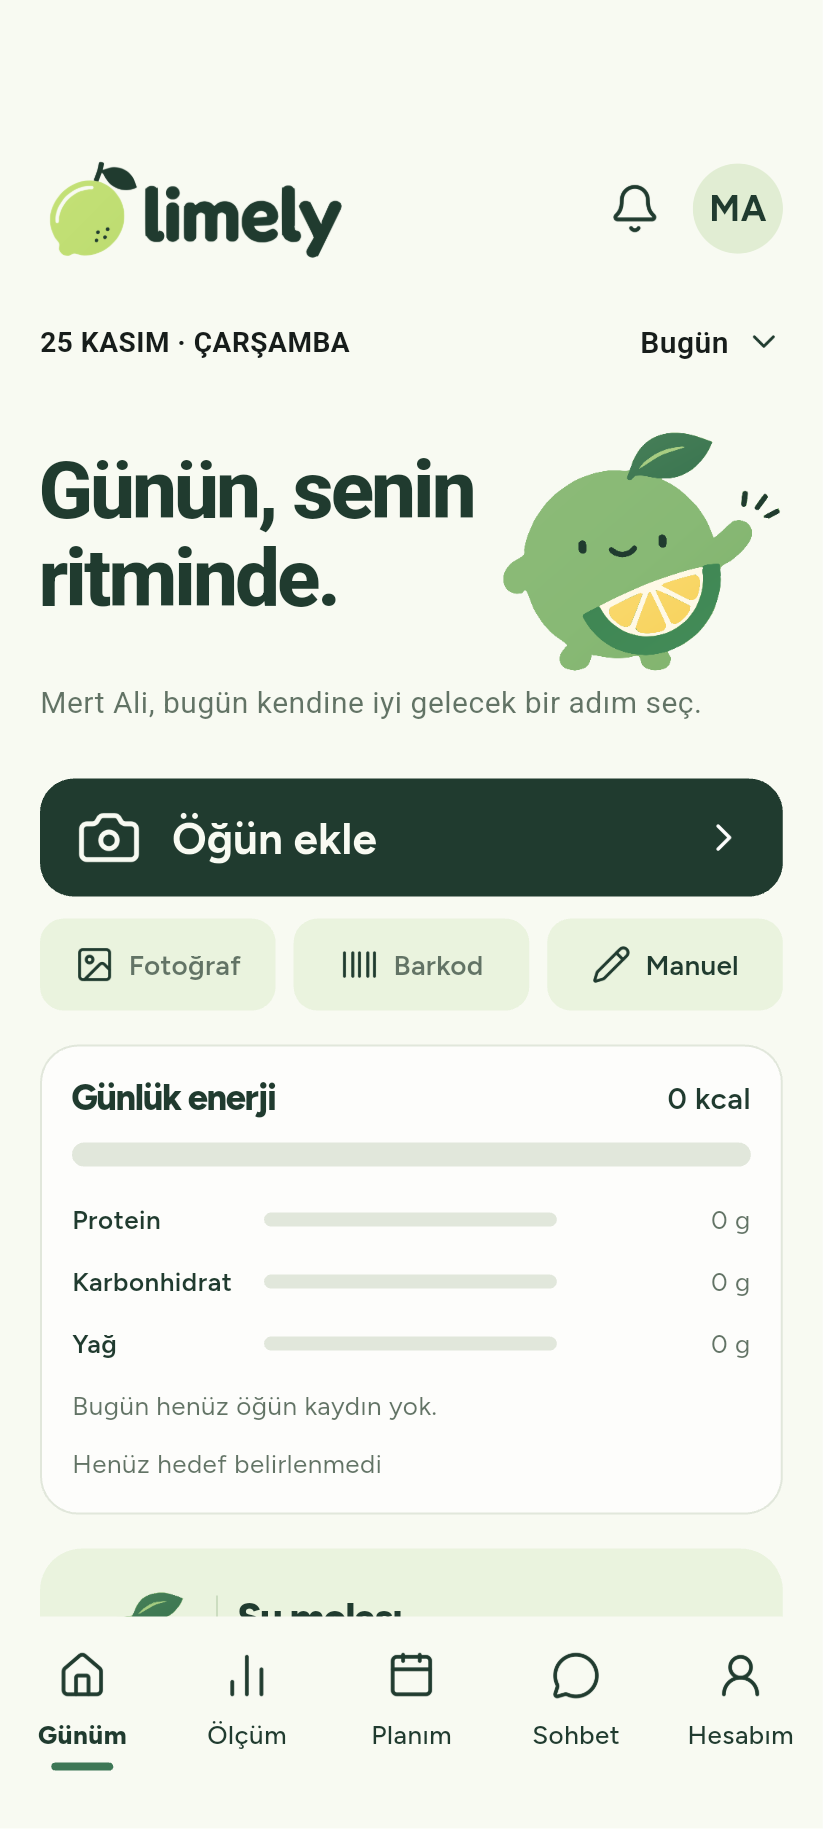 limely
MA
25 KASIM · ÇARŞAMBA
Bugün
Günün, senin
ritminde.
Mert Ali, bugün kendine iyi gelecek bir adım seç.
Öğün ekle
Fotoğraf
Barkod
Manuel
Günlük enerji
0 kcal
Protein
0 g
Karbonhidrat
0 g
Yağ
0 g
Bugün henüz öğün kaydın yok.
Henüz hedef belirlenmedi
Su molası
Günüm
Ölçüm
Planım
Sohbet
Hesabım